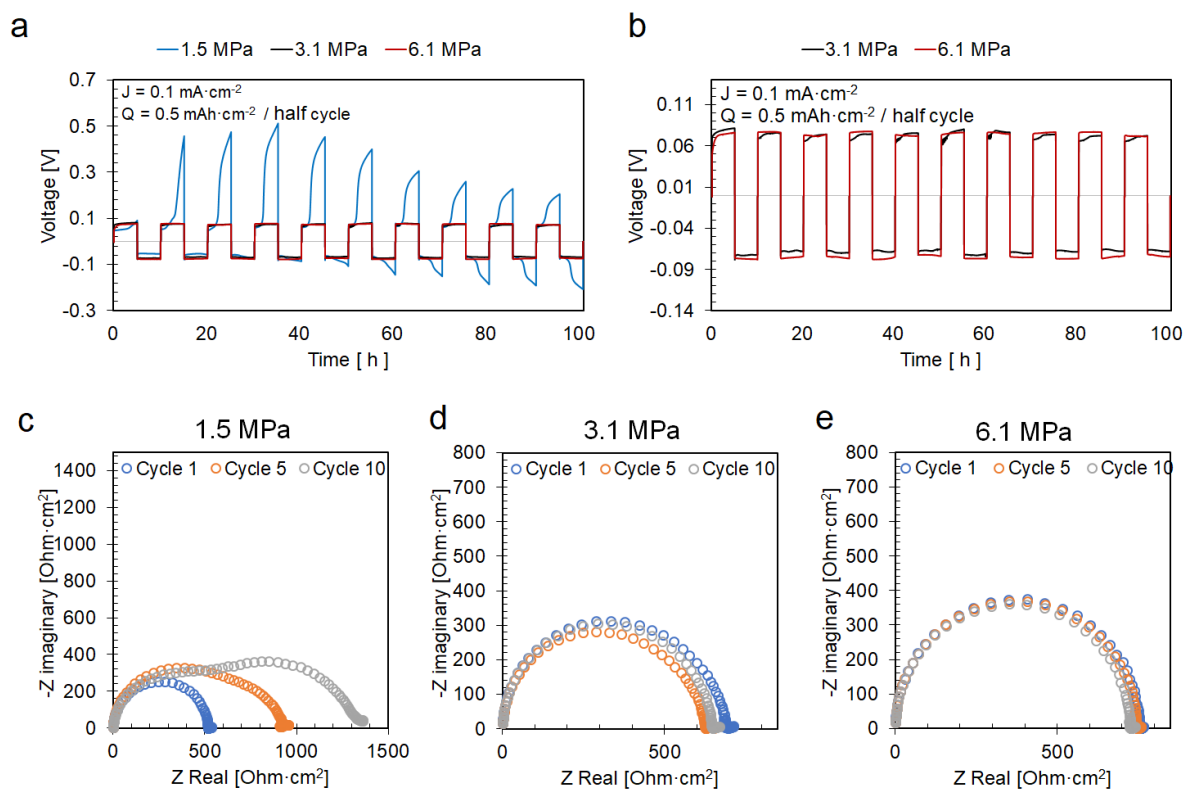 a
1.5 MPa 3.1 MPa 6.1 MPa
J = 0.1 mA·cm-2
Q = 0.5 mAh·cm-2 / half cycle
Voltage [V]
0.7
0.5
0.3
0.1
-0.1
-0.3
0 20 40 60 80 100
Time [ h ]
b
3.1 MPa 6.1 MPa
J = 0.1 mA·cm-2
Q = 0.5 mAh·cm-2 / half cycle
Voltage [V]
0.11
0.06
0.01
-0.04
-0.09
-0.14
0 20 40 60 80 100
Time [ h ]
c
1.5 MPa
Cycle 1 Cycle 5 Cycle 10
-Z imaginary [Ohm·cm2]
1400
1200
1000
800
600
400
200
0
0 500 1000 1500
Z Real [Ohm·cm2]
d
3.1 MPa
Cycle 1 Cycle 5 Cycle 10
-Z imaginary [Ohm·cm2]
800
700
600
500
400
300
200
100
0
500
Z Real [Ohm·cm2]
e
6.1 MPa
Cycle 1 Cycle 5 Cycle 10
-Z imaginary [Ohm·cm2]
800
700
600
500
400
300
200
100
0
0 500
Z Real [Ohm·cm2]